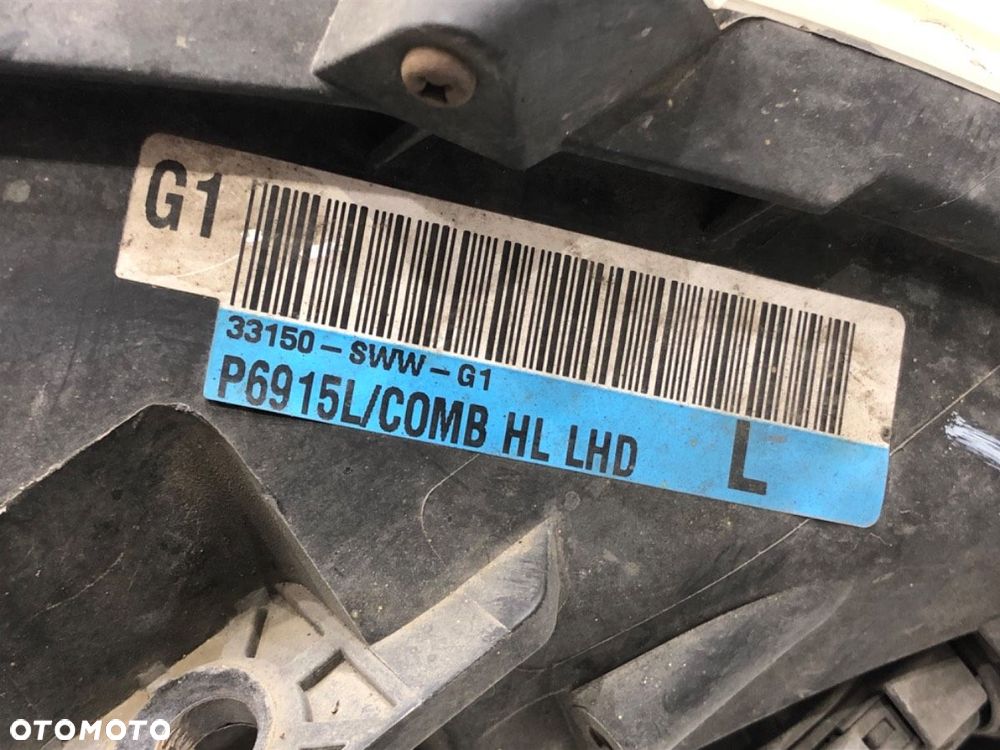 G1
33150-SWW-G1
P6915L/COMB HL LHD
L
OTOMOTO